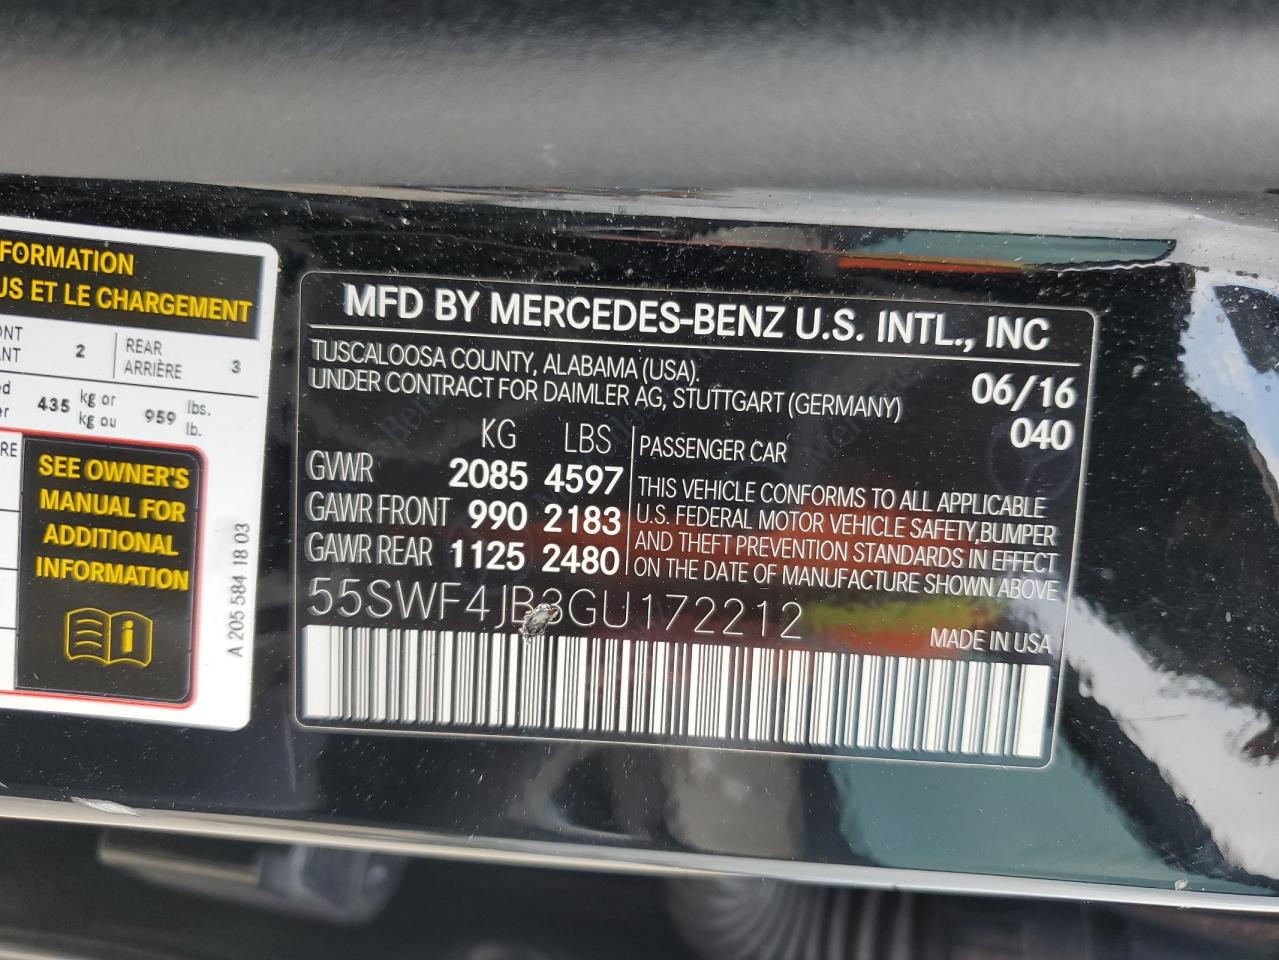 FORMATION
US ET LE CHARGEMENT
ONT
ANT
2
REAR
ARRIÈRE
3
435
kg or
kg ou
959
lbs.
lb.
SEE OWNER'S
MANUAL FOR
ADDITIONAL
INFORMATION
A 205 584 18 03
MFD BY MERCEDES-BENZ U.S. INTL., INC
TUSCALOOSA COUNTY, ALABAMA (USA).
UNDER CONTRACT FOR DAIMLER AG, STUTTGART (GERMANY)
06/16
040
KG LBS
GVWR 2085 4597
GAWR FRONT 990 2183
GAWR REAR 1125 2480
PASSENGER CAR
THIS VEHICLE CONFORMS TO ALL APPLICABLE
U.S. FEDERAL MOTOR VEHICLE SAFETY,BUMPER
AND THEFT PREVENTION STANDARDS IN EFFECT
ON THE DATE OF MANUFACTURE SHOWN ABOVE
55SWF4JB3GU172212
MADE IN USA